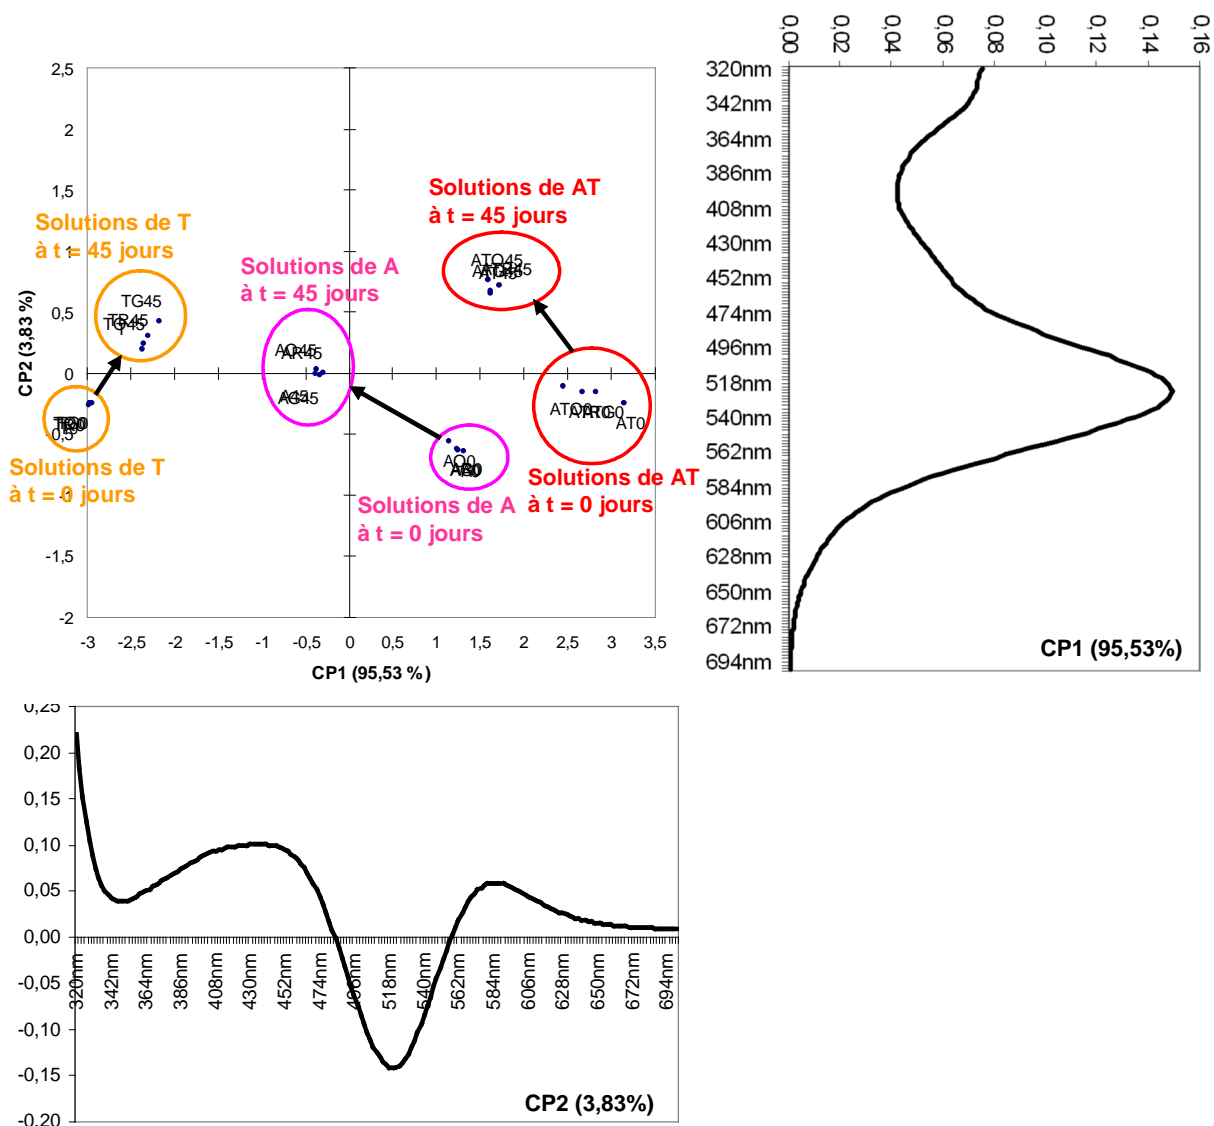 2,5
2
1,5
1
0,5
0
-1,5
-2
-3
-2,5
-2
-1,5
-1
-0,5
0
0,5
1
1,5
2
2,5
3
3,5
CP1 (95,53 %)
CP2 (3,83 %)
Solutions de T
à t = 45 jours
TG45
TR45
Solutions de A
à t = 45 jours
AO45
AR45
A45
AG45
Solutions de AT
à t = 45 jours
ATO45
Solutions de T
à t = 0 jours
AO0
Solutions de A
à t = 0 jours
ATO0
AT0
Solutions de AT
à t = 0 jours
0,00
0,02
0,04
0,06
0,08
0,10
0,12
0,14
0,16
320nm
342nm
364nm
386nm
408nm
430nm
452nm
474nm
496nm
518nm
540nm
562nm
584nm
606nm
628nm
650nm
672nm
694nm
CP1 (95,53%)
0,25
0,20
0,15
0,10
0,05
0,00
-0,05
-0,10
-0,15
-0,20
320nm
342nm
364nm
386nm
408nm
430nm
452nm
474nm
496nm
518nm
540nm
562nm
584nm
606nm
628nm
650nm
672nm
694nm
CP2 (3,83%)